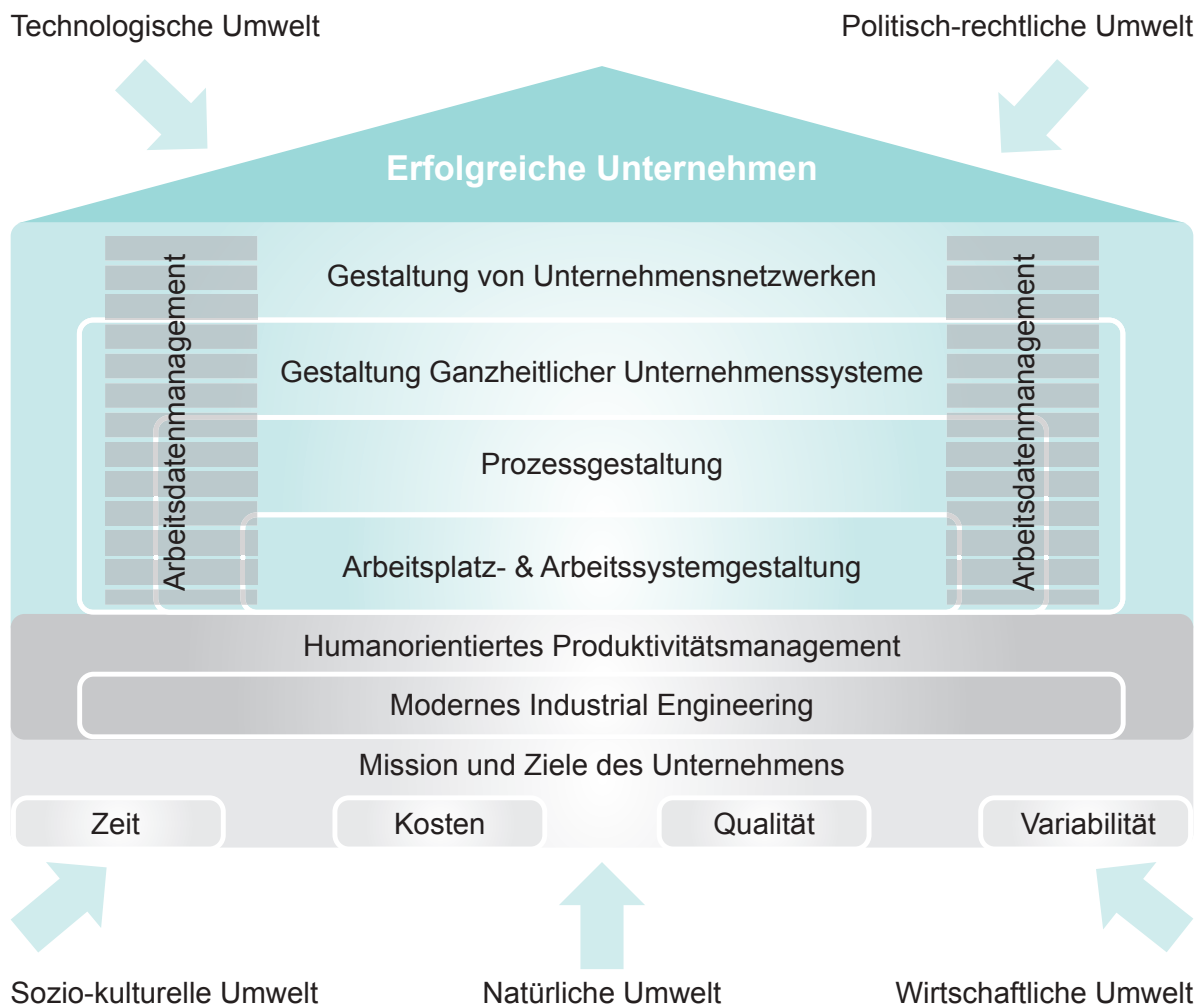 Technologische Umwelt
Politisch-rechtliche Umwelt
Erfolgreiche Unternehmen
Arbeitsdatenmanagement
Gestaltung von Unternehmensnetzwerken
Gestaltung Ganzheitlicher Unternehmenssysteme
Prozessgestaltung
Arbeitsplatz- & Arbeitssystemgestaltung
Arbeitsdatenmanagement
Humanorientiertes Produktivitätsmanagement
Modernes Industrial Engineering
Mission und Ziele des Unternehmens
Zeit
Kosten
Qualität
Variabilität
Sozio-kulturelle Umwelt
Natürliche Umwelt
Wirtschaftliche Umwelt